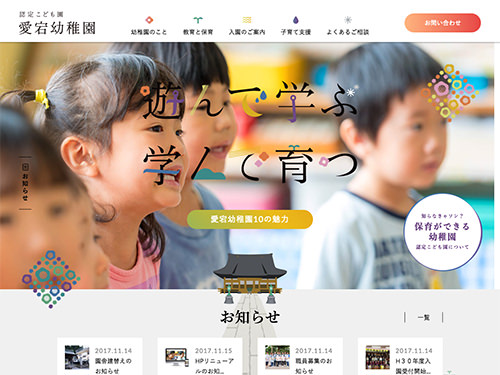 認定こども園
愛宕幼稚園
幼稚園のこと
教育と保育
入園のご案内
子育て支援
よくあるご相談
お問い合わせ
遊んで学ぶ
学んで育つ
お知らせ
愛宕幼稚園10の魅力
知らなきゃソン？
保育ができる
幼稚園
認定こども園について
お知らせ
一覧
2017.11.14
園舎建替えの
お知らせ
2017.11.15
HPリニューア
ルのお知...
2017.11.14
職員募集のお
知らせ
2017.11.14
Ｈ３０年度入
園受付開始...